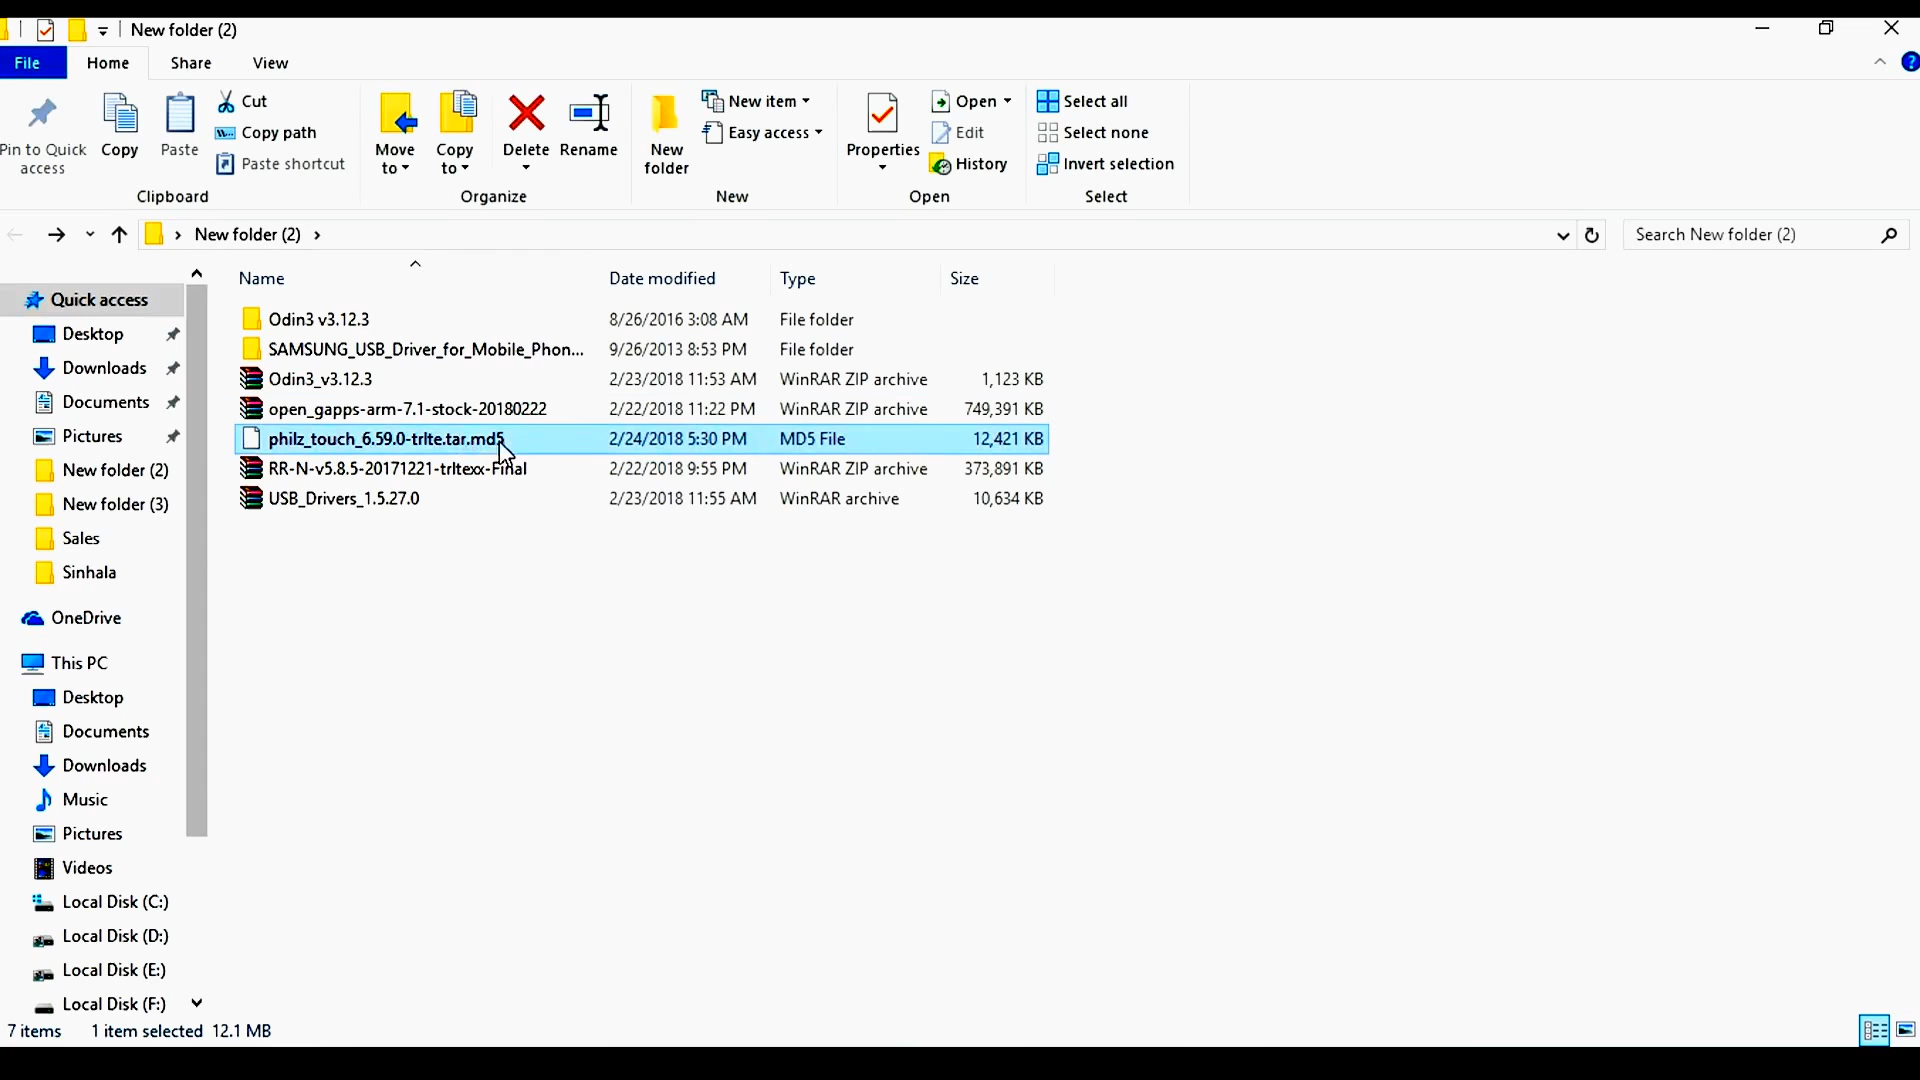 New folder (2)
File Home Share View
Pin to Quick access
Copy
Paste
Cut
Copy path
Paste shortcut
Clipboard
Move to
Copy to
Delete
Rename
Organize
New folder
New item
Easy access
New
Properties
Open
Edit
History
Open
Select all
Select none
Invert selection
Select
New folder (2)
Search New folder (2)
Name Date modified Type Size
Odin3 v3.12.3 8/26/2016 3:08 AM File folder
SAMSUNG_USB_Driver_for_Mobile_Phon... 9/26/2013 8:53 PM File folder
Odin3_v3.12.3 2/23/2018 11:53 AM WinRAR ZIP archive 1,123 KB
open_gapps-arm-7.1-stock-20180222 2/22/2018 11:22 PM WinRAR ZIP archive 749,391 KB
philz_touch_6.59.0-trlte.tar.md5 2/24/2018 5:30 PM MD5 File 12,421 KB
RR-N-v5.8.5-20171221-trltexx-Final 2/22/2018 9:55 PM WinRAR ZIP archive 373,891 KB
USB_Drivers_1.5.27.0 2/23/2018 11:55 AM WinRAR archive 10,634 KB
Quick access
Desktop
Downloads
Documents
Pictures
New folder (2)
New folder (3)
Sales
Sinhala
OneDrive
This PC
Desktop
Documents
Downloads
Music
Pictures
Videos
Local Disk (C:)
Local Disk (D:)
Local Disk (E:)
Local Disk (F:)
7 items 1 item selected 12.1 MB